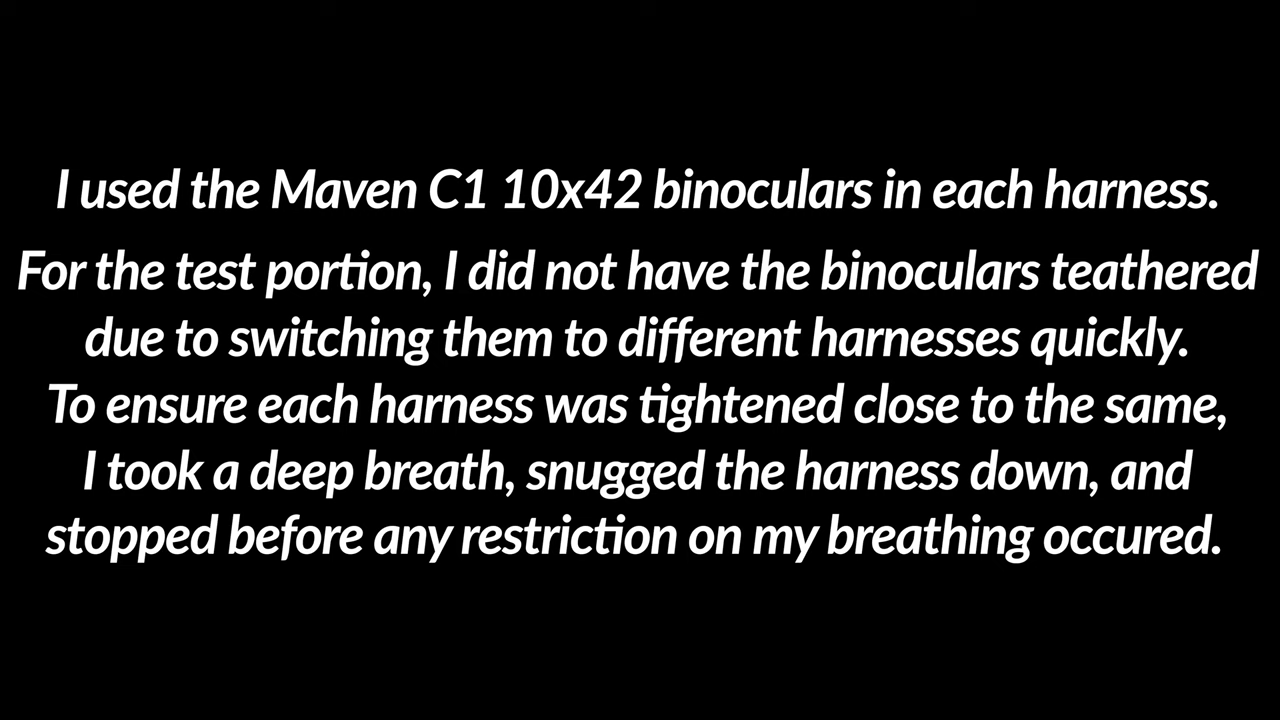 I used the Maven C1 10x42 binoculars in each harness.
For the test portion, I did not have the binoculars teathered
due to switching them to different harnesses quickly.
To ensure each harness was tightened close to the same,
I took a deep breath, snugged the harness down, and
stopped before any restriction on my breathing occured.